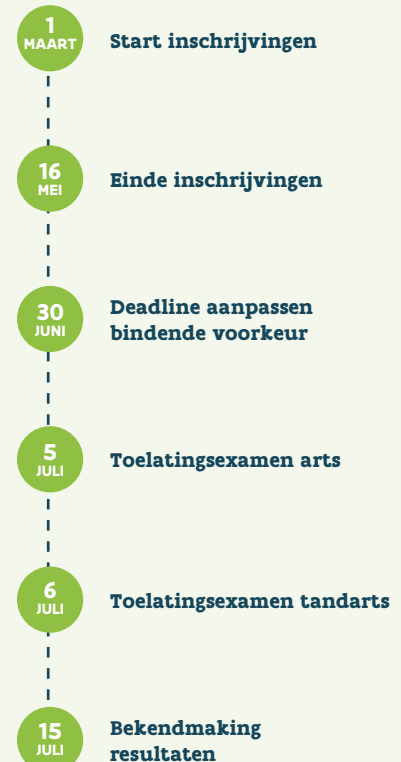 1
MAART
Start inschrijvingen
16
MEI
Einde inschrijvingen
30
JUNI
Deadline aanpassen
bindende voorkeur
5
JULI
Toelatingsexamen arts
6
JULI
Toelatingsexamen tandarts
15
JULI
Bekendmaking
resultaten